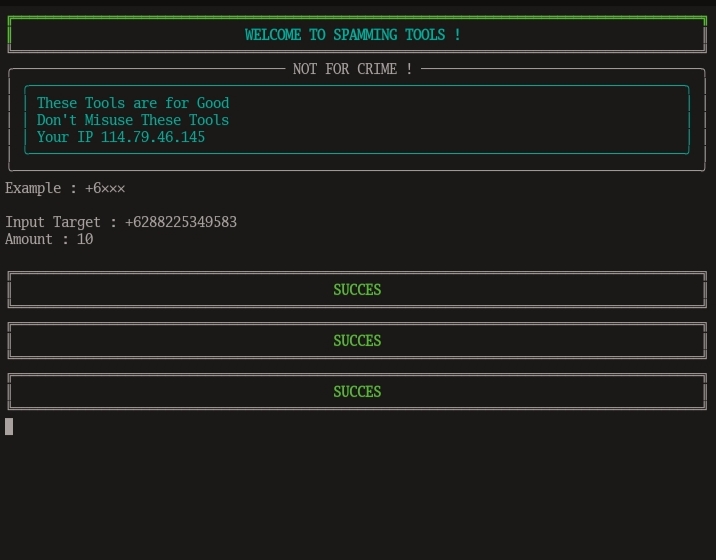 WELCOME TO SPAMMING TOOLS !
NOT FOR CRIME !
These Tools are for Good
Don't Misuse These Tools
Your IP 114.79.46.145
Example : +6×××
Input Target : +6288225349583
Amount : 10
SUCCES
SUCCES
SUCCES